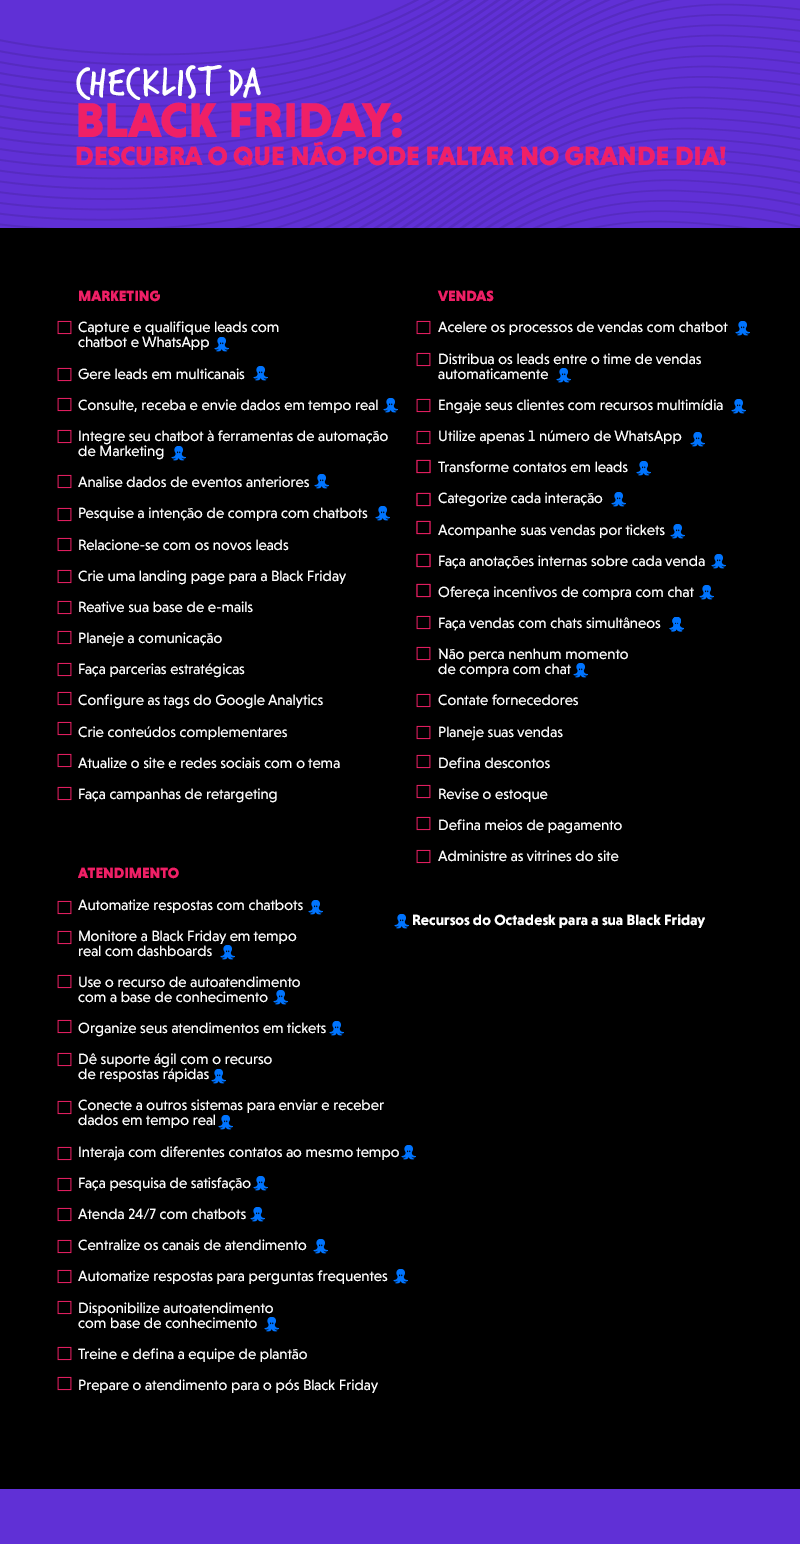 CHECKLIST DA
BLACK FRIDAY:
DESCUBRA O QUE NÃO PODE FALTAR NO GRANDE DIA!
MARKETING
Capture e qualifique leads com
chatbot e WhatsApp
Gere leads em multicanais
Consulte, receba e envie dados em tempo real
Integre seu chatbot à ferramentas de automação
de Marketing
Analise dados de eventos anteriores
Pesquise a intenção de compra com chatbots
Relacione-se com os novos leads
Crie uma landing page para a Black Friday
Reative sua base de e-mails
Planeje a comunicação
Faça parcerias estratégicas
Configure as tags do Google Analytics
Crie conteúdos complementares
Atualize o site e redes sociais com o tema
Faça campanhas de retargeting
VENDAS
Acelere os processos de vendas com chatbot
Distribua os leads entre o time de vendas
automaticamente
Engaje seus clientes com recursos multimídia
Utilize apenas 1 número de WhatsApp
Transforme contatos em leads
Categorize cada interação
Acompanhe suas vendas por tickets
Faça anotações internas sobre cada venda
Ofereça incentivos de compra com chat
Faça vendas com chats simultâneos
Não perca nenhum momento
de compra com chat
Contate fornecedores
Planeje suas vendas
Defina descontos
Revise o estoque
Defina meios de pagamento
Administre as vitrines do site
ATENDIMENTO
Automatize respostas com chatbots
Monitore a Black Friday em tempo
real com dashboards
Use o recurso de autoatendimento
com a base de conhecimento
Organize seus atendimentos em tickets
Dê suporte ágil com o recurso
de respostas rápidas
Conecte a outros sistemas para enviar e receber
dados em tempo real
Interaja com diferentes contatos ao mesmo tempo
Faça pesquisa de satisfação
Atenda 24/7 com chatbots
Centralize os canais de atendimento
Automatize respostas para perguntas frequentes
Disponibilize autoatendimento
com base de conhecimento
Treine e defina a equipe de plantão
Prepare o atendimento para o pós Black Friday
Recursos do Octadesk para a sua Black Friday